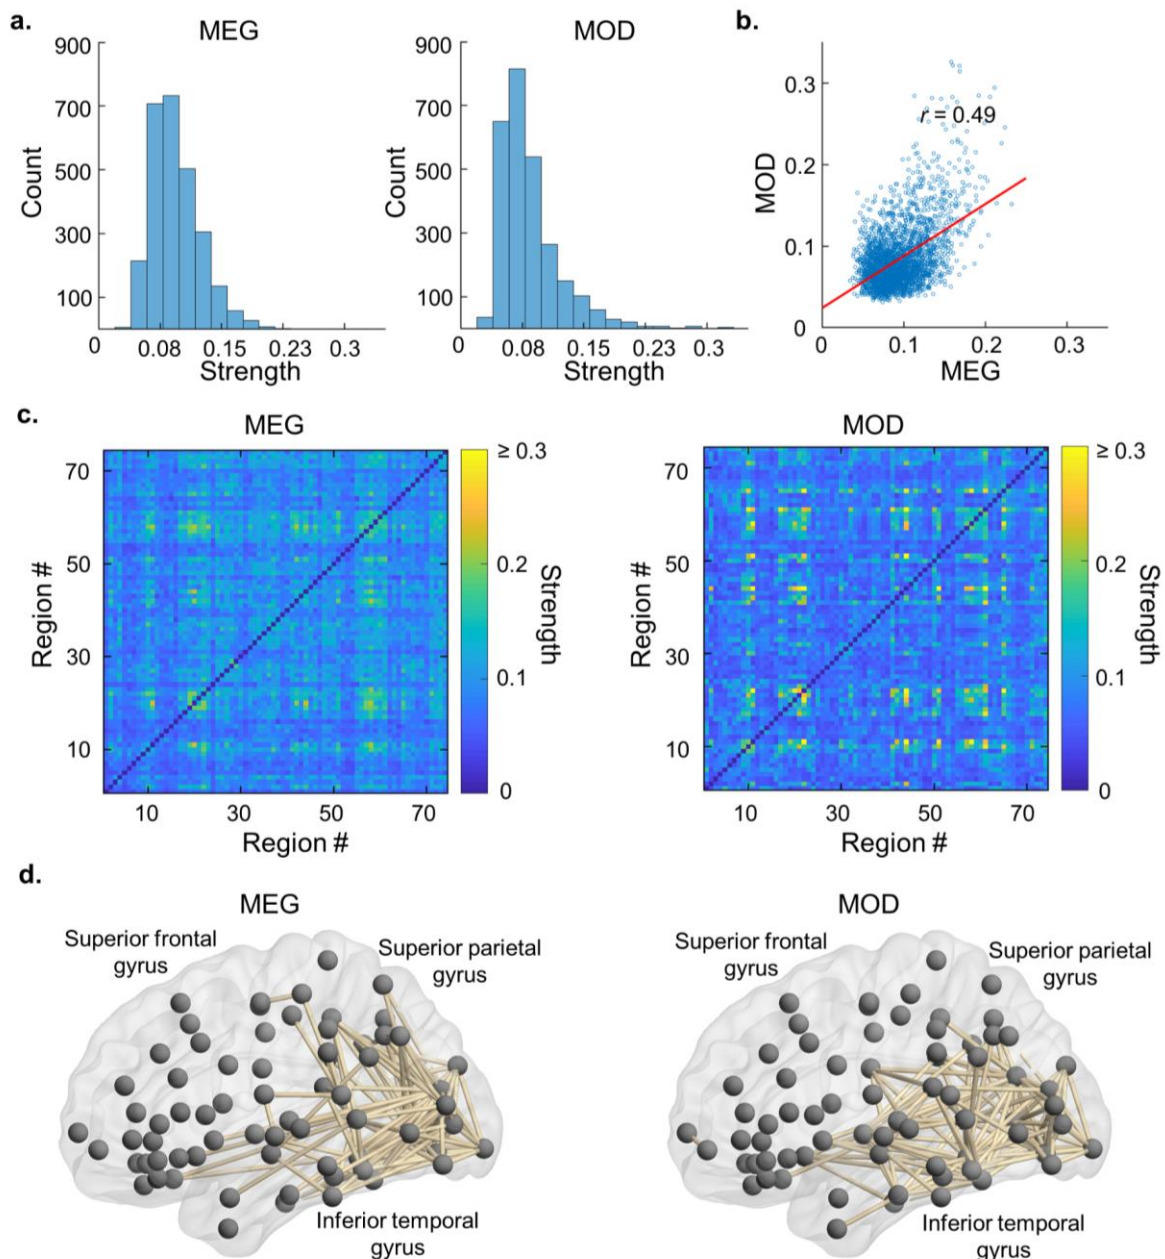 a.
MEG
MOD
b.
900
700
500
300
100
Count
0
0.08
0.15
0.23
0.3
Strength
900
700
500
300
100
Count
0
0.08
0.15
0.23
0.3
Strength
0.3
0.2
0.1
0
MOD
r = 0.49
0
0.1
0.2
0.3
MEG
c.
MEG
70
50
30
10
Region #
10
30
50
70
Region #
≥ 0.3
0.2
0.1
0
Strength
MOD
70
50
30
10
Region #
10
30
50
70
Region #
≥ 0.3
0.2
0.1
0
Strength
d.
MEG
Superior frontal
gyrus
Superior parietal
gyrus
Inferior temporal
gyrus
MOD
Superior frontal
gyrus
Superior parietal
gyrus
Inferior temporal
gyrus